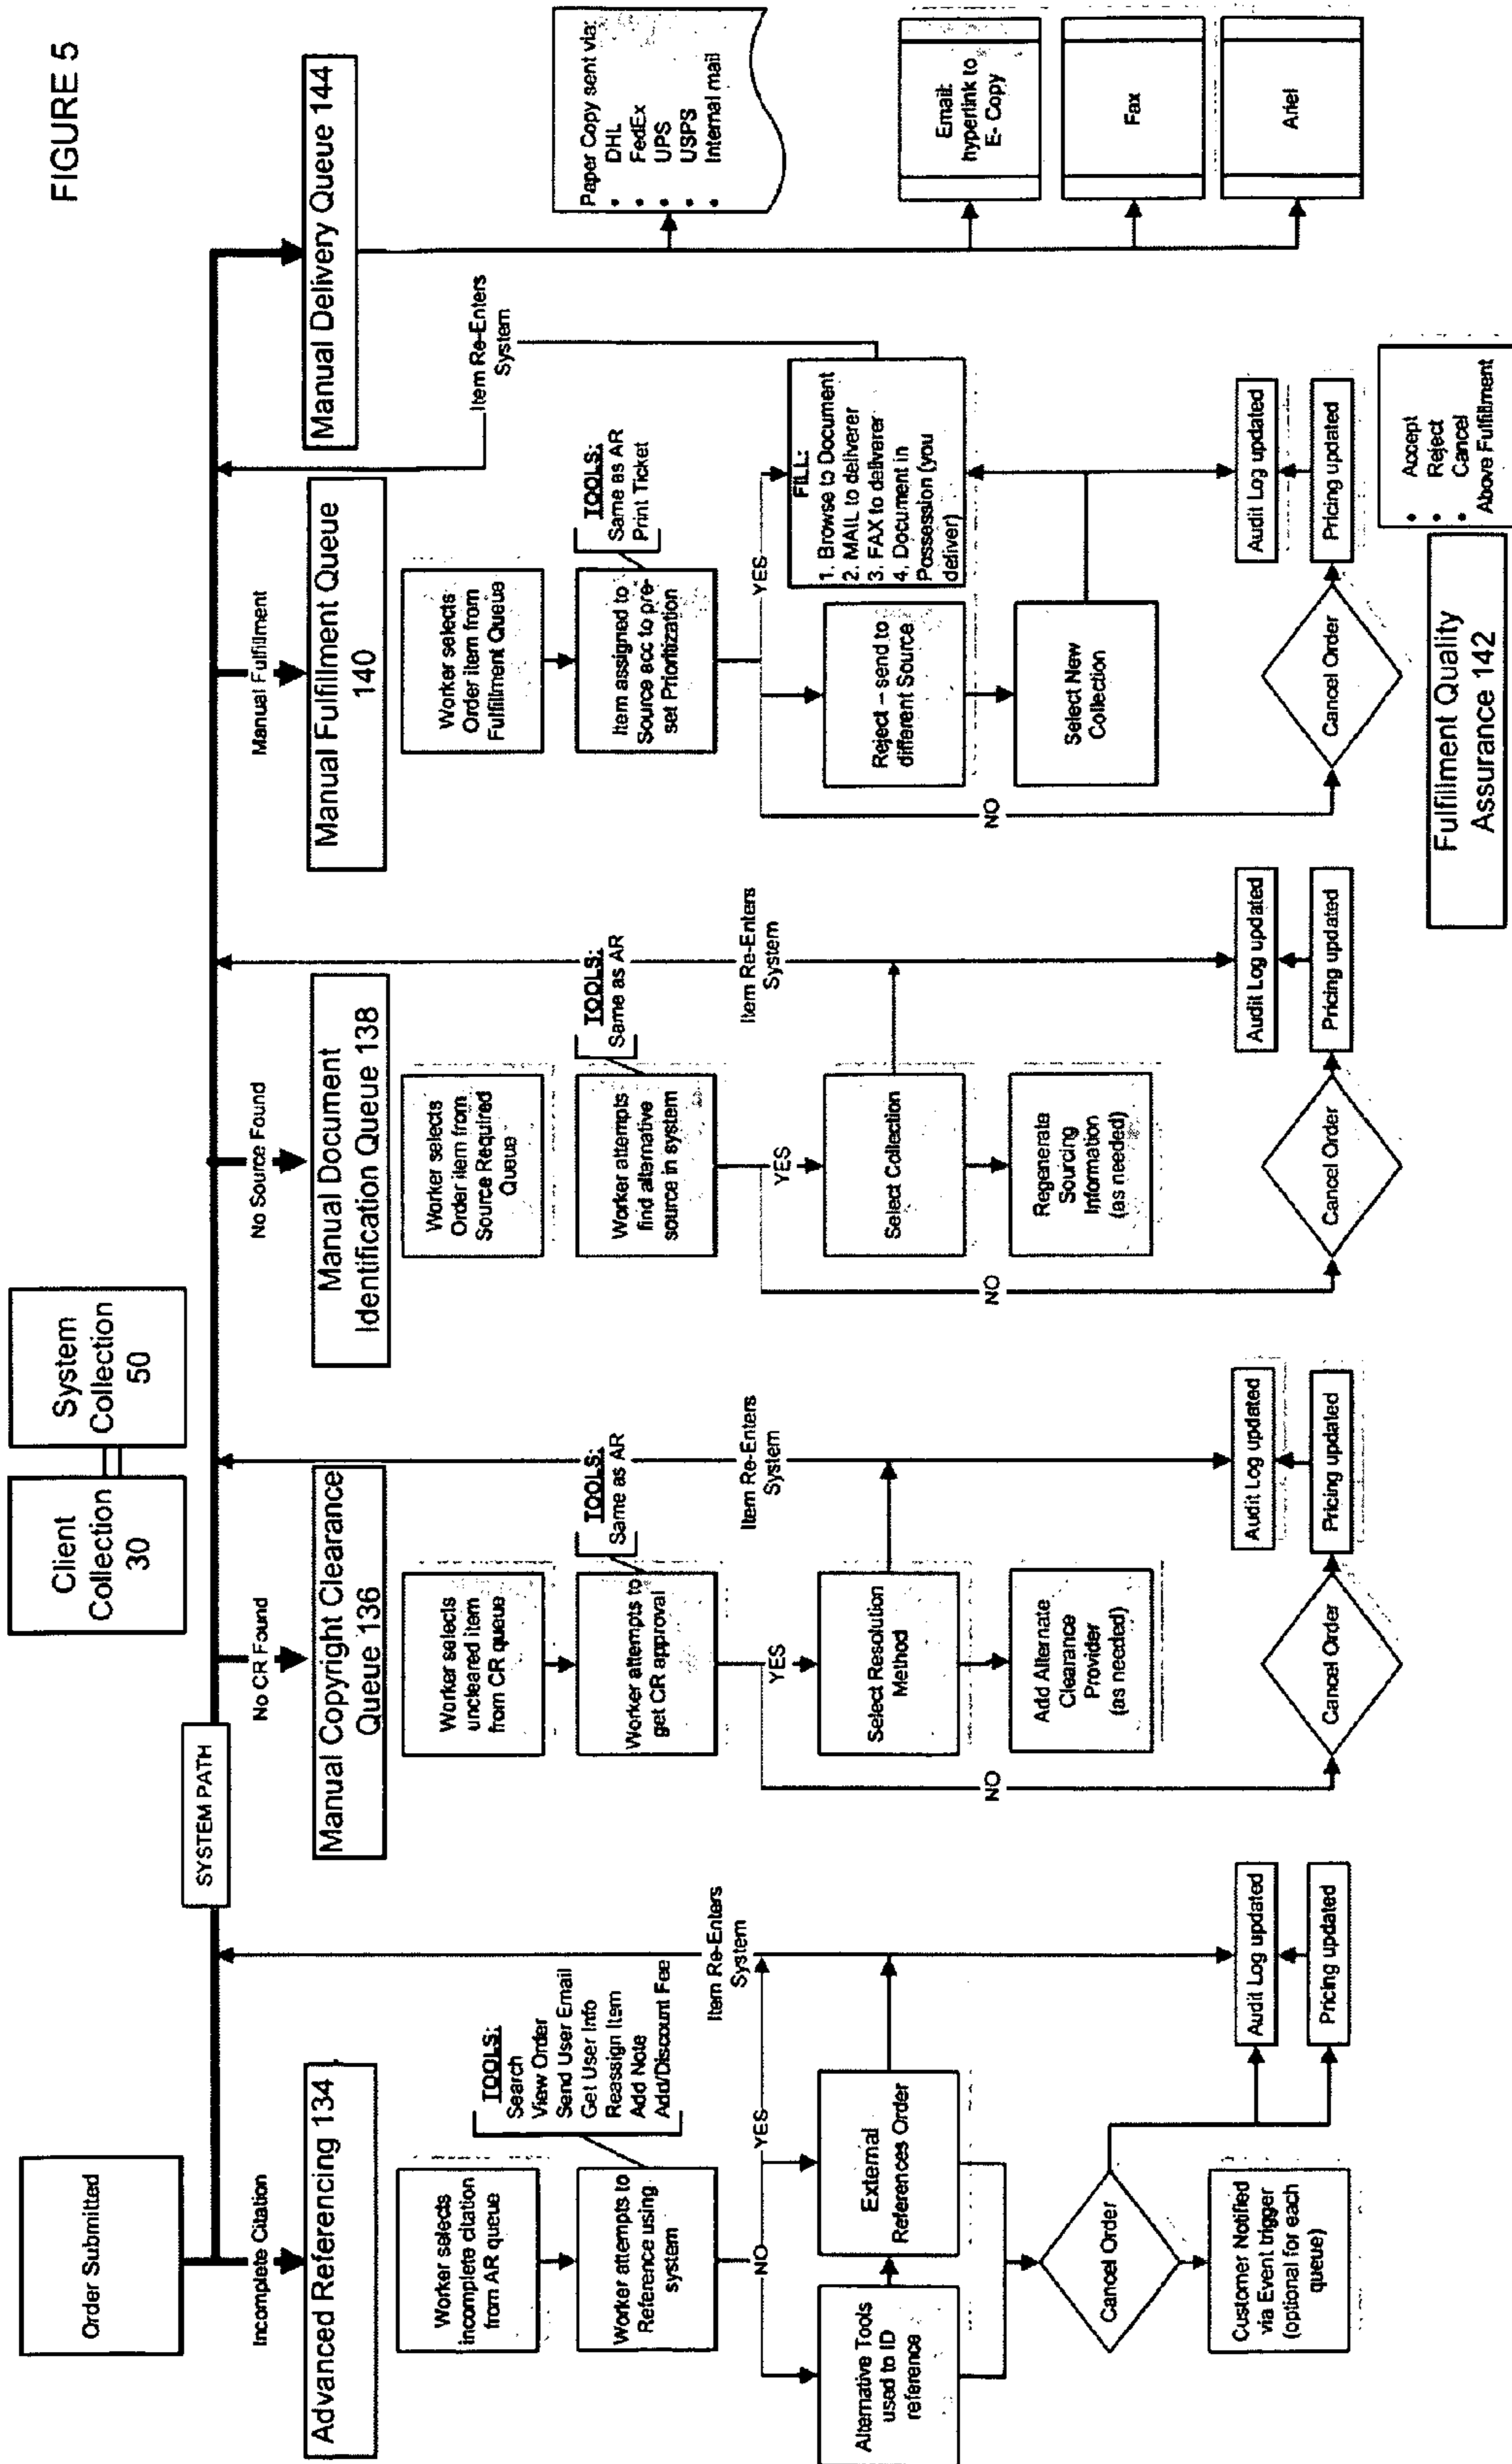 FIGURE 5
Order Submitted
Client
Collection
30
System
Collection
50
SYSTEM PATH
Incomplete Citation
Advanced Referencing 134
Worker selects
incomplete citation
from AR queue
Worker attempts to
Reference using
system
TOOLS:
Search
View Order
Send User Email
Get User Info
Reassign Item
Add Note
Add/Discount Fee
NO
YES
Item Re-Enters
System
Alternative Tools
used to ID
reference
External
References Order
Cancel Order
Customer Notified
via Event trigger
(optional for each
queue)
Audit Log updated
Pricing updated
No CR Found
Manual Copyright Clearance
Queue 136
Worker selects
uncleared item
from CR queue
Worker attempts to
get CR approval
TOOLS:
Same as AR
YES
NO
Item Re-Enters
System
Select Resolution
Method
Add Alternate
Clearance
Provider
(as needed)
Cancel Order
Audit Log updated
Pricing updated
No Source Found
Manual Document
Identification Queue 138
Worker selects
Order item from
Source Required
Queue
Worker attempts
find alternative
source in system
TOOLS:
Same as AR
YES
NO
Item Re-Enters
System
Select Collection
Regenerate
Sourcing
Information
(as needed)
Cancel Order
Audit Log updated
Pricing updated
Manual Fulfillment
Manual Fulfillment Queue
140
Worker selects
Order item from
Fulfillment Queue
Item assigned to
Source acc to pre-
set Prioritization
TOOLS:
Same as AR
Print Ticket
YES
NO
Item Re-Enters
System
Reject – send to
different Source
FILL:
1. Browse to Document
2. MAIL to deliverer
3. FAX to deliverer
4. Document in
Possession (you
deliver)
Select New
Collection
Cancel Order
Audit Log updated
Pricing updated
Fulfillment Quality
Assurance 142
• Accept
• Reject
• Cancel
Above Fulfillment
Manual Delivery Queue 144
Paper Copy sent via:
• DHL
• FedEx
• UPS
• USPS
• Internal mail
Email:
hyperlink to
E- Copy
Fax
Ariel